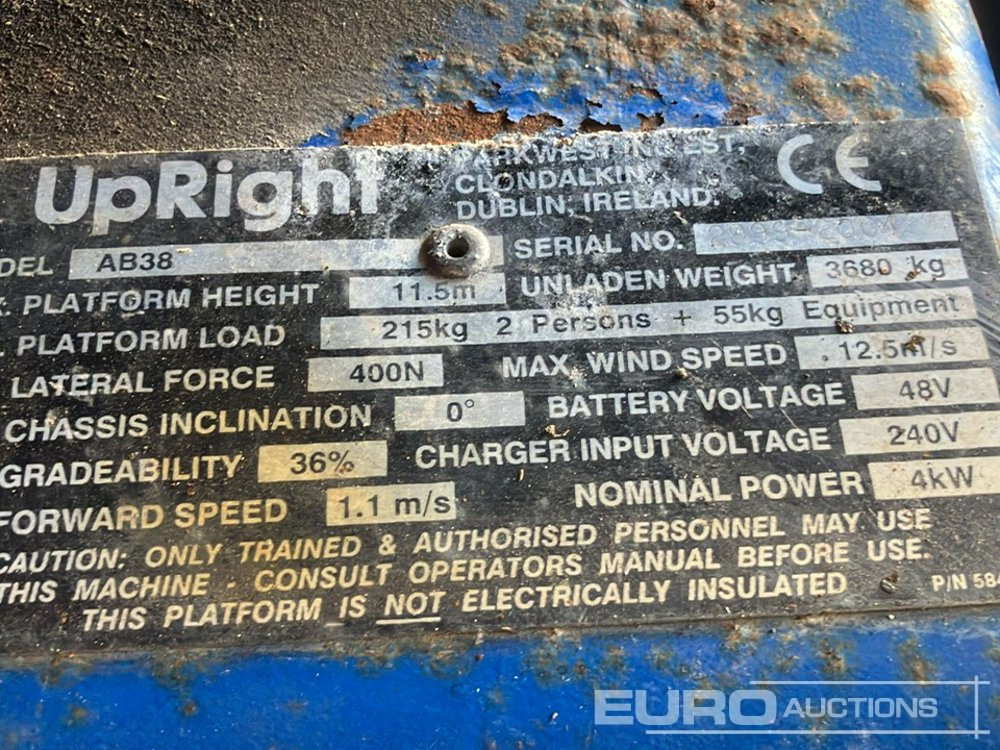 UpRight
PARKWEST IND. EST,
CLONDALKIN,
DUBLIN, IRELAND.
CE
DEL AB38
SERIAL NO.
. PLATFORM HEIGHT 11.5m
UNLADEN WEIGHT 3680 kg
. PLATFORM LOAD 215kg 2 Persons + 55kg Equipment
LATERAL FORCE 400N
MAX. WIND SPEED 12.5m/s
CHASSIS INCLINATION 0°
BATTERY VOLTAGE 48V
GRADEABILITY 36%
CHARGER INPUT VOLTAGE 240V
FORWARD SPEED 1.1 m/s
NOMINAL POWER 4kW
CAUTION: ONLY TRAINED & AUTHORISED PERSONNEL MAY USE
THIS MACHINE - CONSULT OPERATORS MANUAL BEFORE USE.
THIS PLATFORM IS NOT ELECTRICALLY INSULATED
P/N 58
EURO AUCTIONS